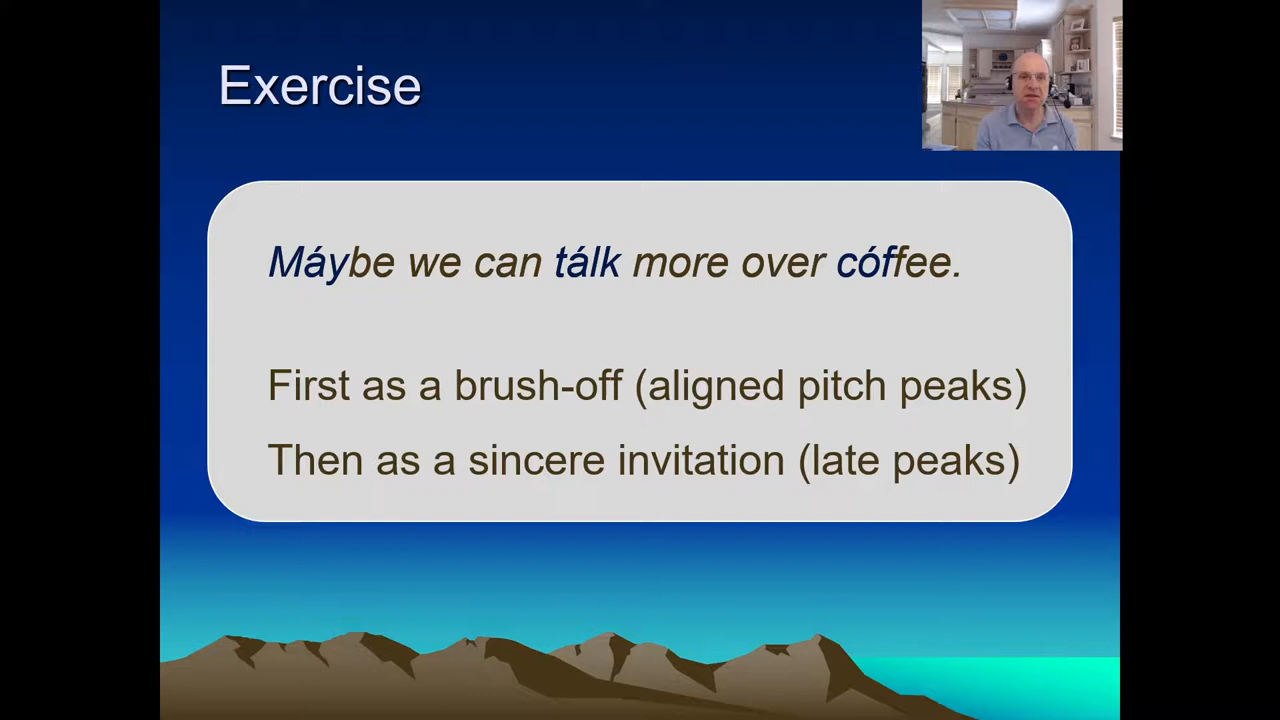 Exercise
Máybe we can tálk more over cóffee.
First as a brush-off (aligned pitch peaks)
Then as a sincere invitation (late peaks)